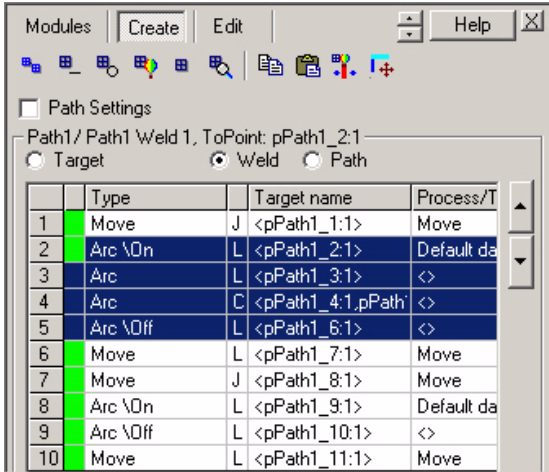 Modules Create Edit Help X
Path Settings
Path1/ Path1 Weld 1, ToPoint: pPath1_2:1
Target Weld Path
Type Target name Process/T
1 Move J <pPath1_1:1> Move
2 Arc \On L <pPath1_2:1> Default da
3 Arc L <pPath1_3:1> <>
4 Arc C <pPath1_4:1,pPath <>
5 Arc \Off L <pPath1_6:1> <>
6 Move L <pPath1_7:1> Move
7 Move J <pPath1_8:1> Move
8 Arc \On L <pPath1_9:1> Default da
9 Arc \Off L <pPath1_10:1> <>
10 Move L <pPath1_11:1> Move